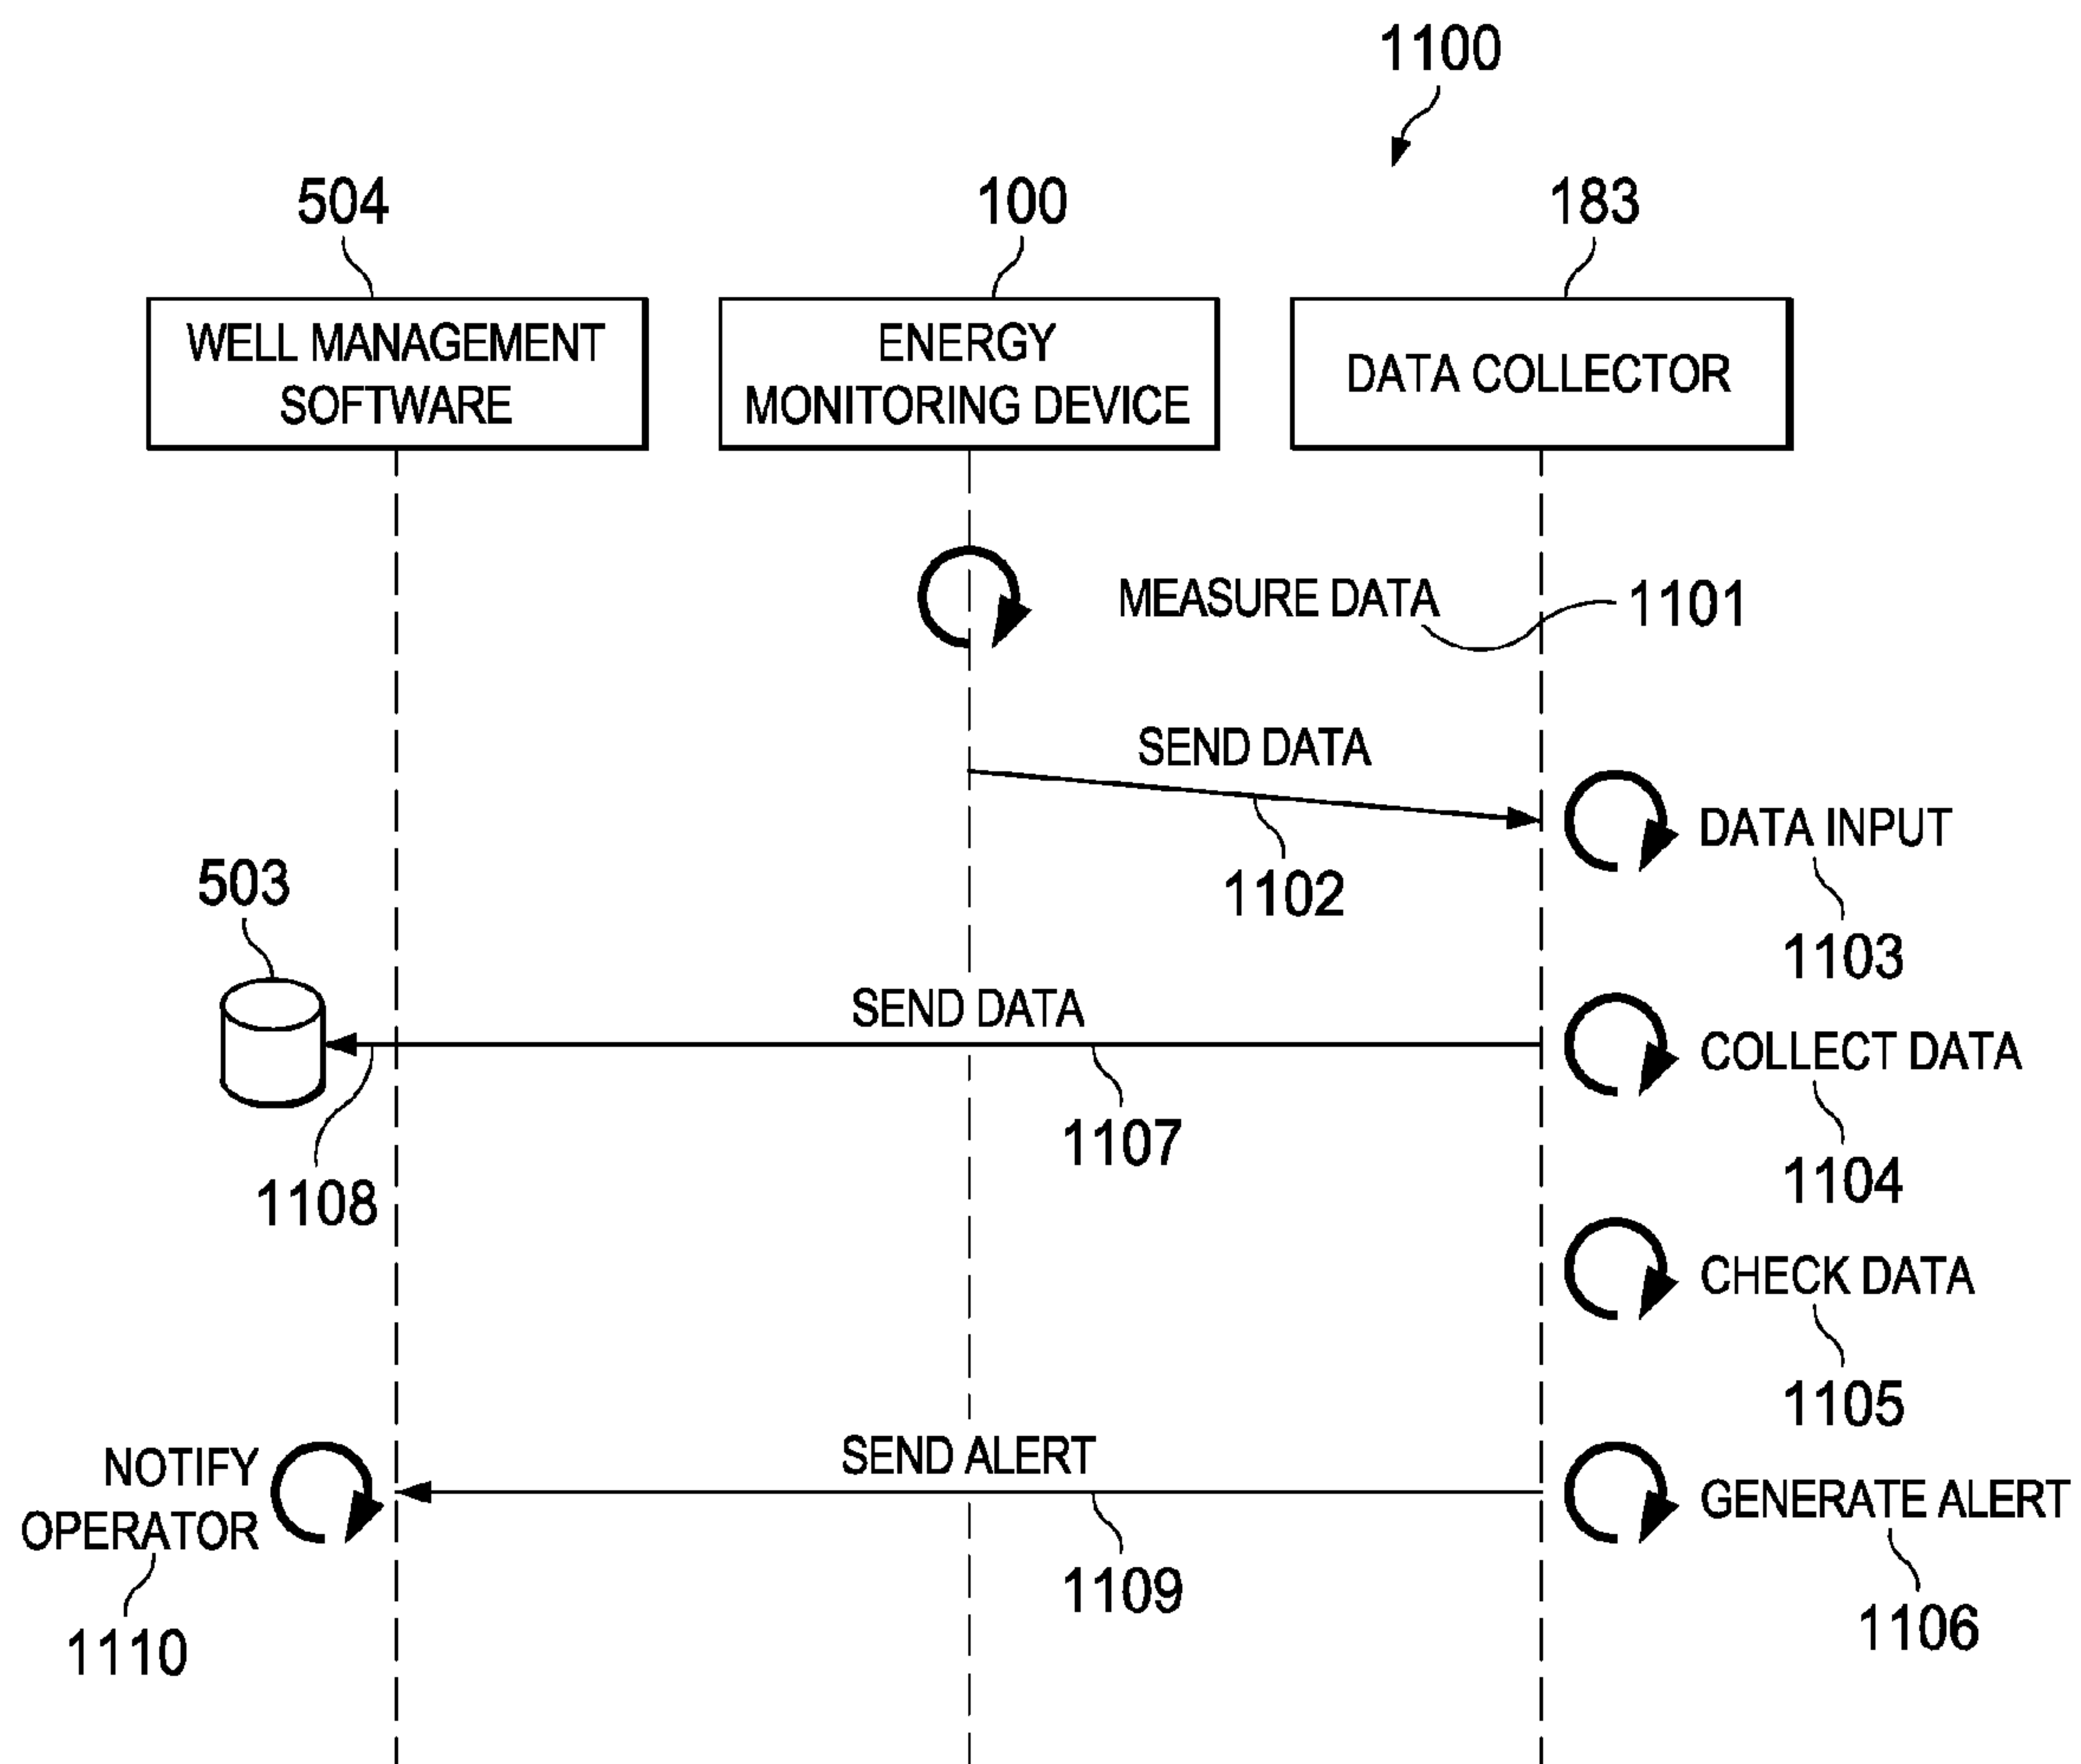 1100
504
100
183
WELL MANAGEMENT
SOFTWARE
ENERGY
MONITORING DEVICE
DATA COLLECTOR
MEASURE DATA
1101
SEND DATA
1102
DATA INPUT
1103
503
SEND DATA
1107
1108
COLLECT DATA
1104
CHECK DATA
1105
NOTIFY
OPERATOR
1110
SEND ALERT
1109
GENERATE ALERT
1106